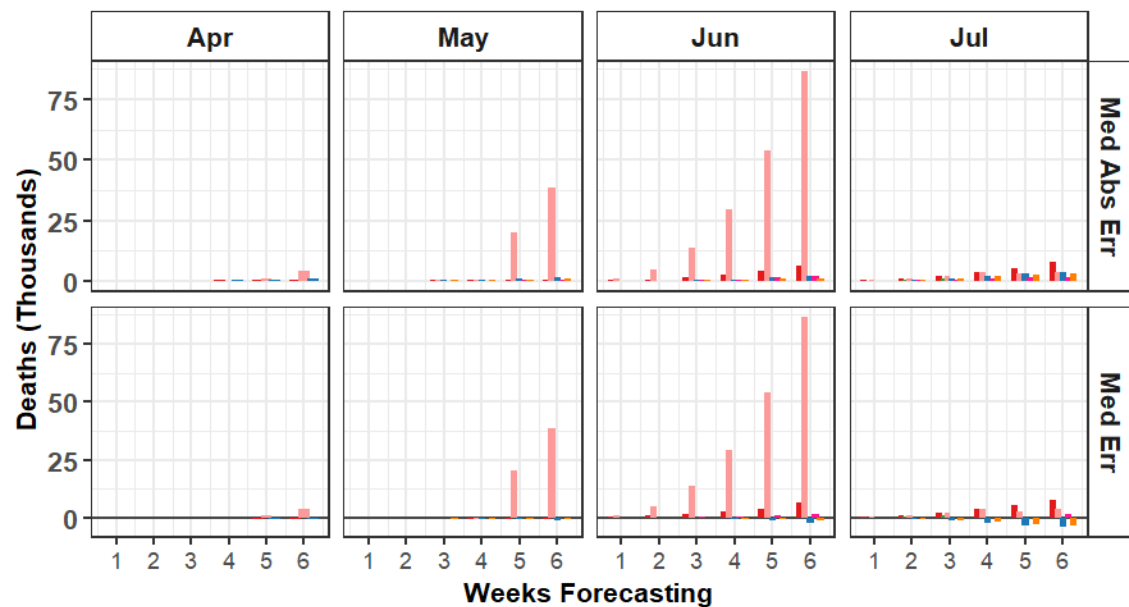 Apr May Jun Jul
75
50
25
0
Med Abs Err
75
50
25
0
Med Err
Deaths (Thousands)
1 2 3 4 5 6 1 2 3 4 5 6 1 2 3 4 5 6 1 2 3 4 5 6
Weeks Forecasting